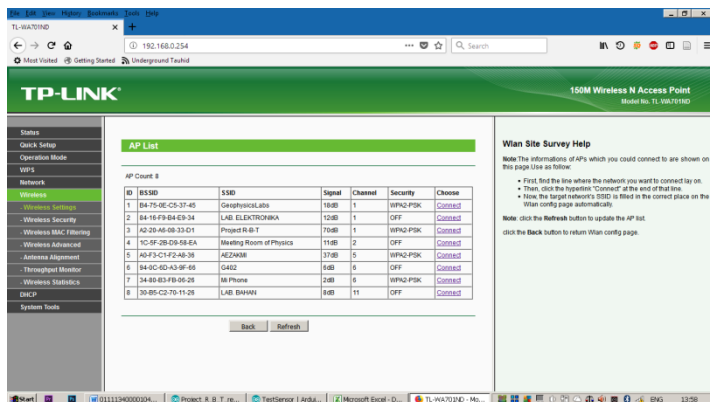 File Edit View History Bookmarks Tools Help
TL-WA701ND
192.168.0.254
Search
Most Visited Getting Started Underground Tauhid
TP-LINK®
150M Wireless N Access Point
Model No. TL-WA701ND
Status
Quick Setup
Operation Mode
WPS
Network
Wireless
- Wireless Settings
- Wireless Security
- Wireless MAC Filtering
- Wireless Advanced
- Antenna Alignment
- Throughput Monitor
- Wireless Statistics
DHCP
System Tools
AP List
AP Count: 8
ID BSSID SSID Signal Channel Security Choose
1 B4-75-0E-C5-37-45 GeophysicsLabs 18dB 1 WPA2-PSK Connect
2 84-16-F9-B4-E9-34 LAB. ELEKTRONIKA 12dB 1 OFF Connect
3 A2-20-A6-08-33-D1 Project R-B-T 70dB 1 WPA2-PSK Connect
4 1C-5F-2B-D9-58-EA Meeting Room of Physics 11dB 2 OFF Connect
5 A0-F3-C1-F2-A8-36 AEZAKMI 37dB 5 WPA2-PSK Connect
6 94-0C-6D-A3-9F-66 G402 6dB 6 OFF Connect
7 34-80-B3-FB-06-26 Mi Phone 2dB 6 WPA2-PSK Connect
8 30-B5-C2-70-11-26 LAB. BAHAN 8dB 11 OFF Connect
Back Refresh
Wlan Site Survey Help
Note:The informations of APs which you could connect to are shown on
this page.Use as follow:
First, find the line where the network you want to connect lay on.
Then, click the hyperlink "Connect" at the end of that line.
Now, the target network's SSID is filled in the correct place on the
Wlan config page automatically.
Note: click the Refresh button to update the AP list.
click the Back button to return Wlan config page.
Start 01111340000104... Project_R_B_T_re... TestSensor | Ardui... Microsoft Excel - D... TL-WA701ND - Mo... ENG 13:58